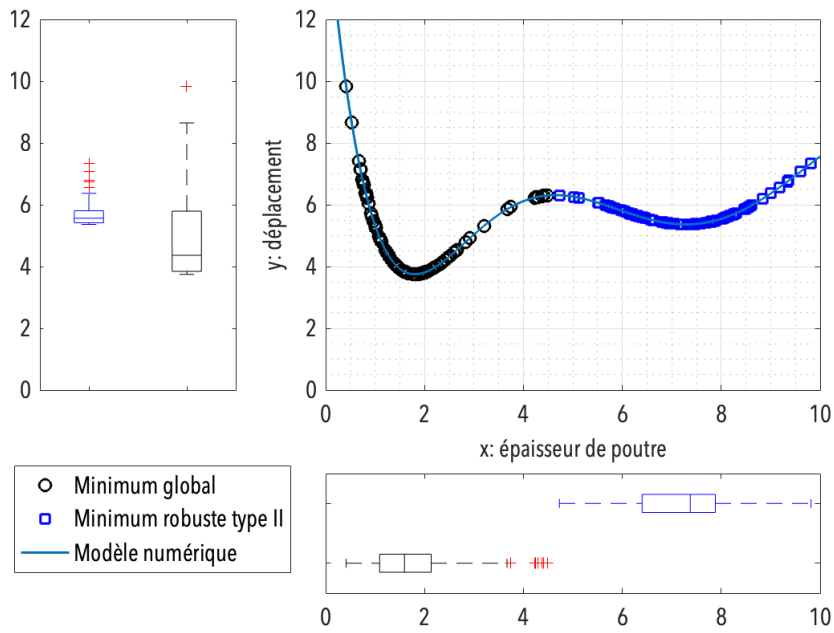 12
10
8
6
4
2
0
y: déplacement
12
10
8
6
4
2
0
0 2 4 6 8 10
x: épaisseur de poutre
Minimum global
Minimum robuste type II
Modèle numérique
0 2 4 6 8 10